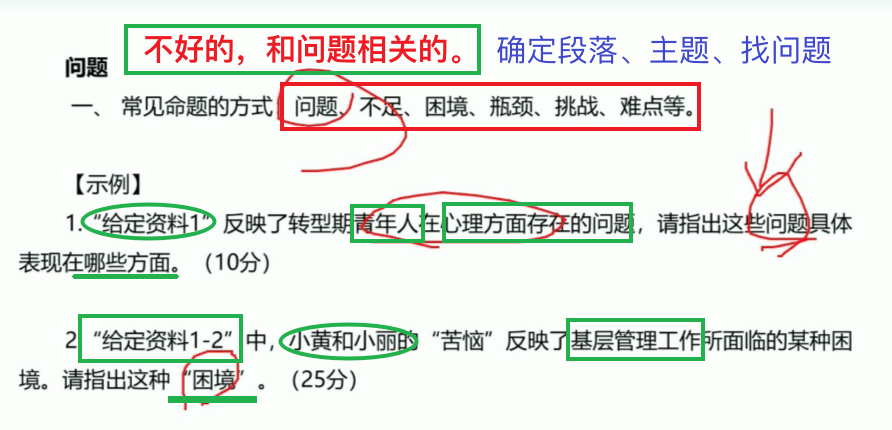 不好的，和问题相关的。 确定段落、主题、找问题
问题
一、 常见命题的方式：问题、不足、困境、瓶颈、挑战、难点等。
【示例】
1.“给定资料1”反映了转型期青年人在心理方面存在的问题，请指出这些问题具体
表现在哪些方面。（10分）
2.“给定资料1-2”中，小黄和小丽的“苦恼”反映了基层管理工作所面临的某种困
境。请指出这种“困境”。（25分）